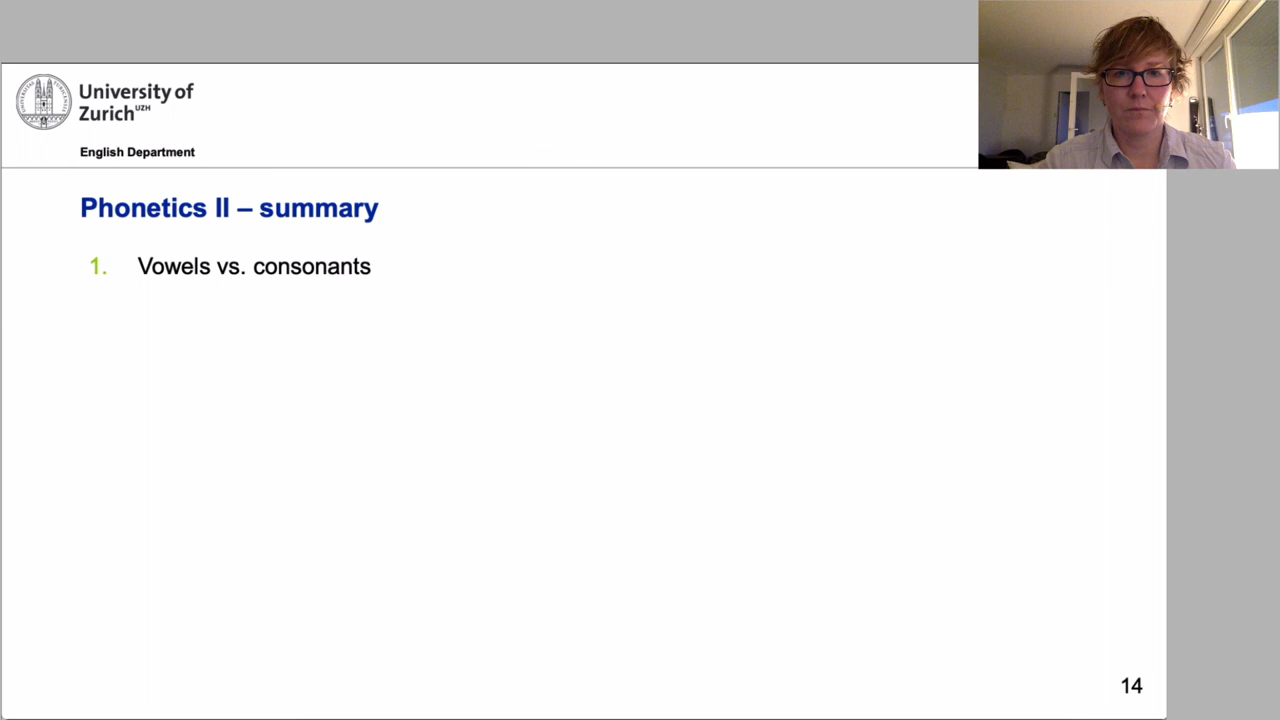 University of
Zurich UZH
English Department
Phonetics II – summary
1. Vowels vs. consonants
14